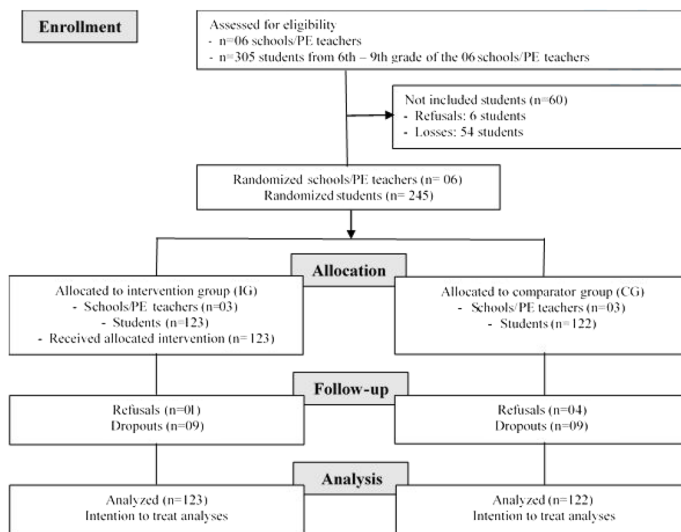 Enrollment
Assessed for eligibility
- n=06 schools/PE teachers
- n=305 students from 6th – 9th grade of the 06 schools/PE teachers
Not included students (n=60)
- Refusals: 6 students
- Losses: 54 students
Randomized schools/PE teachers (n= 06)
Randomized students (n= 245)
Allocation
Allocated to intervention group (IG)
- Schools/PE teachers (n=03)
- Students (n=123)
- Received allocated intervention (n=123)
Allocated to comparator group (CG)
- Schools/PE teachers (n=03)
- Students (n=122)
Follow-up
Refusals (n=01)
Dropouts (n=09)
Refusals (n=04)
Dropouts (n=09)
Analysis
Analyzed (n=123)
Intention to treat analyses
Analyzed (n=122)
Intention to treat analyses